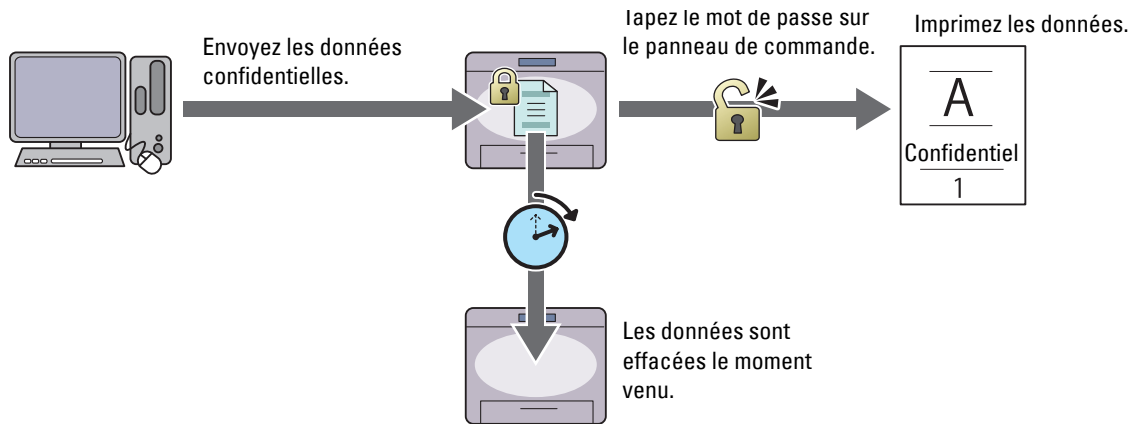 Envoyez les données
confidentielles.
Tapez le mot de passe sur
le panneau de commande.
Imprimez les données.
A
Confidentiel
1
Les données sont
effacées le moment
venu.